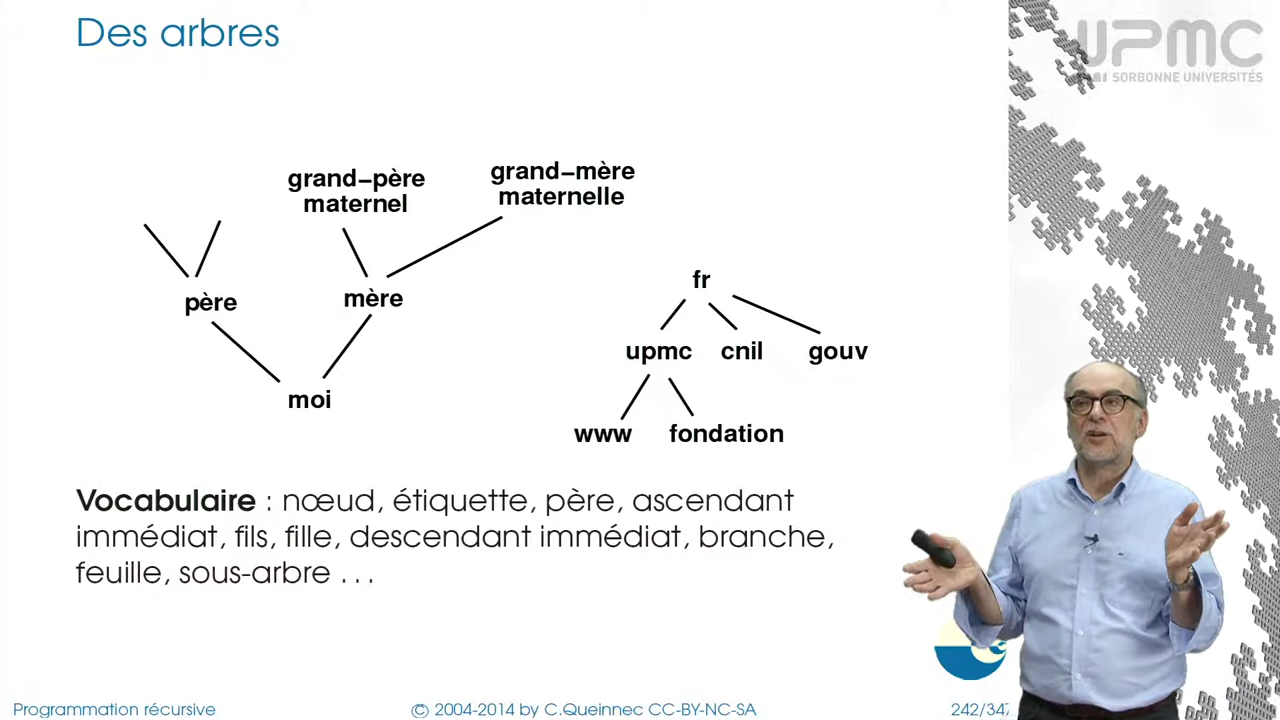 Des arbres
UPMC
SORBONNE UNIVERSITÉS
grand-père
maternel
grand-mère
maternelle
père
mère
moi
fr
upmc cnil gouv
www fondation
Vocabulaire : nœud, étiquette, père, ascendant
immédiat, fils, fille, descendant immédiat, branche,
feuille, sous-arbre . . .
Programmation récursive
© 2004-2014 by C.Queinnec CC-BY-NC-SA
242/347